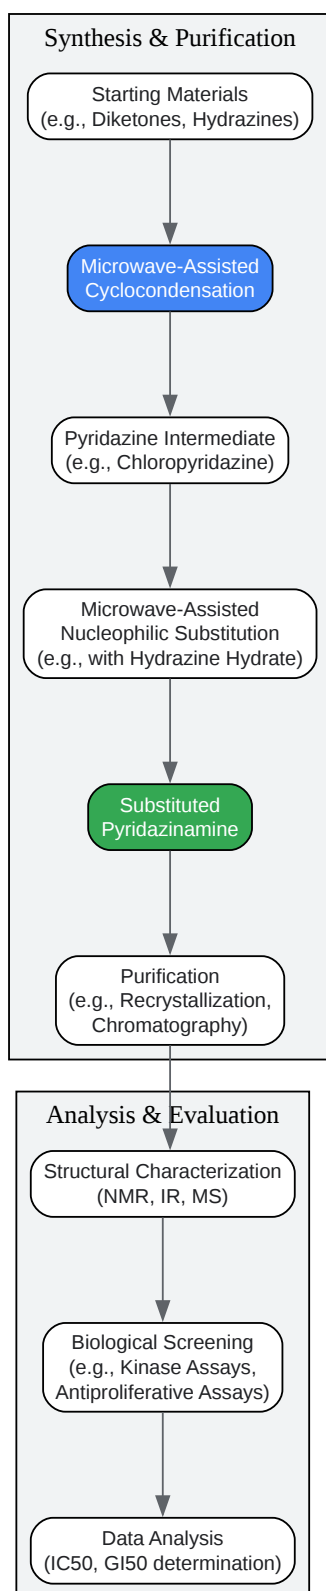 Synthesis & Purification
Starting Materials
(e.g., Diketones, Hydrazines)
Microwave-Assisted
Cyclocondensation
Pyridazine Intermediate
(e.g., Chloropyridazine)
Microwave-Assisted
Nucleophilic Substitution
(e.g., with Hydrazine Hydrate)
Substituted
Pyridazinamine
Purification
(e.g., Recrystallization,
Chromatography)
Analysis & Evaluation
Structural Characterization
(NMR, IR, MS)
Biological Screening
(e.g., Kinase Assays,
Antiproliferative Assays)
Data Analysis
(IC50, GI50 determination)